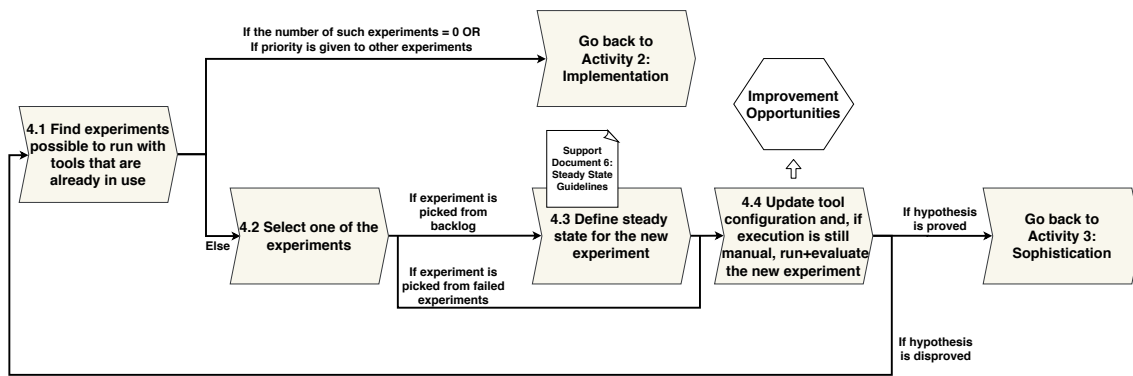 If the number of such experiments = 0 OR
If priority is given to other experiments
Go back to
Activity 2:
Implementation
Improvement
Opportunities
4.1 Find experiments
possible to run with
tools that are
already in use
Else
4.2 Select one of the
experiments
If experiment is
picked from
backlog
If experiment is
picked from failed
experiments
Support
Document 6:
Steady State
Guidelines
4.3 Define steady
state for the new
experiment
4.4 Update tool
configuration and, if
execution is still
manual, run+evaluate
the new experiment
If hypothesis
is proved
Go back to
Activity 3:
Sophistication
If hypothesis
is disproved